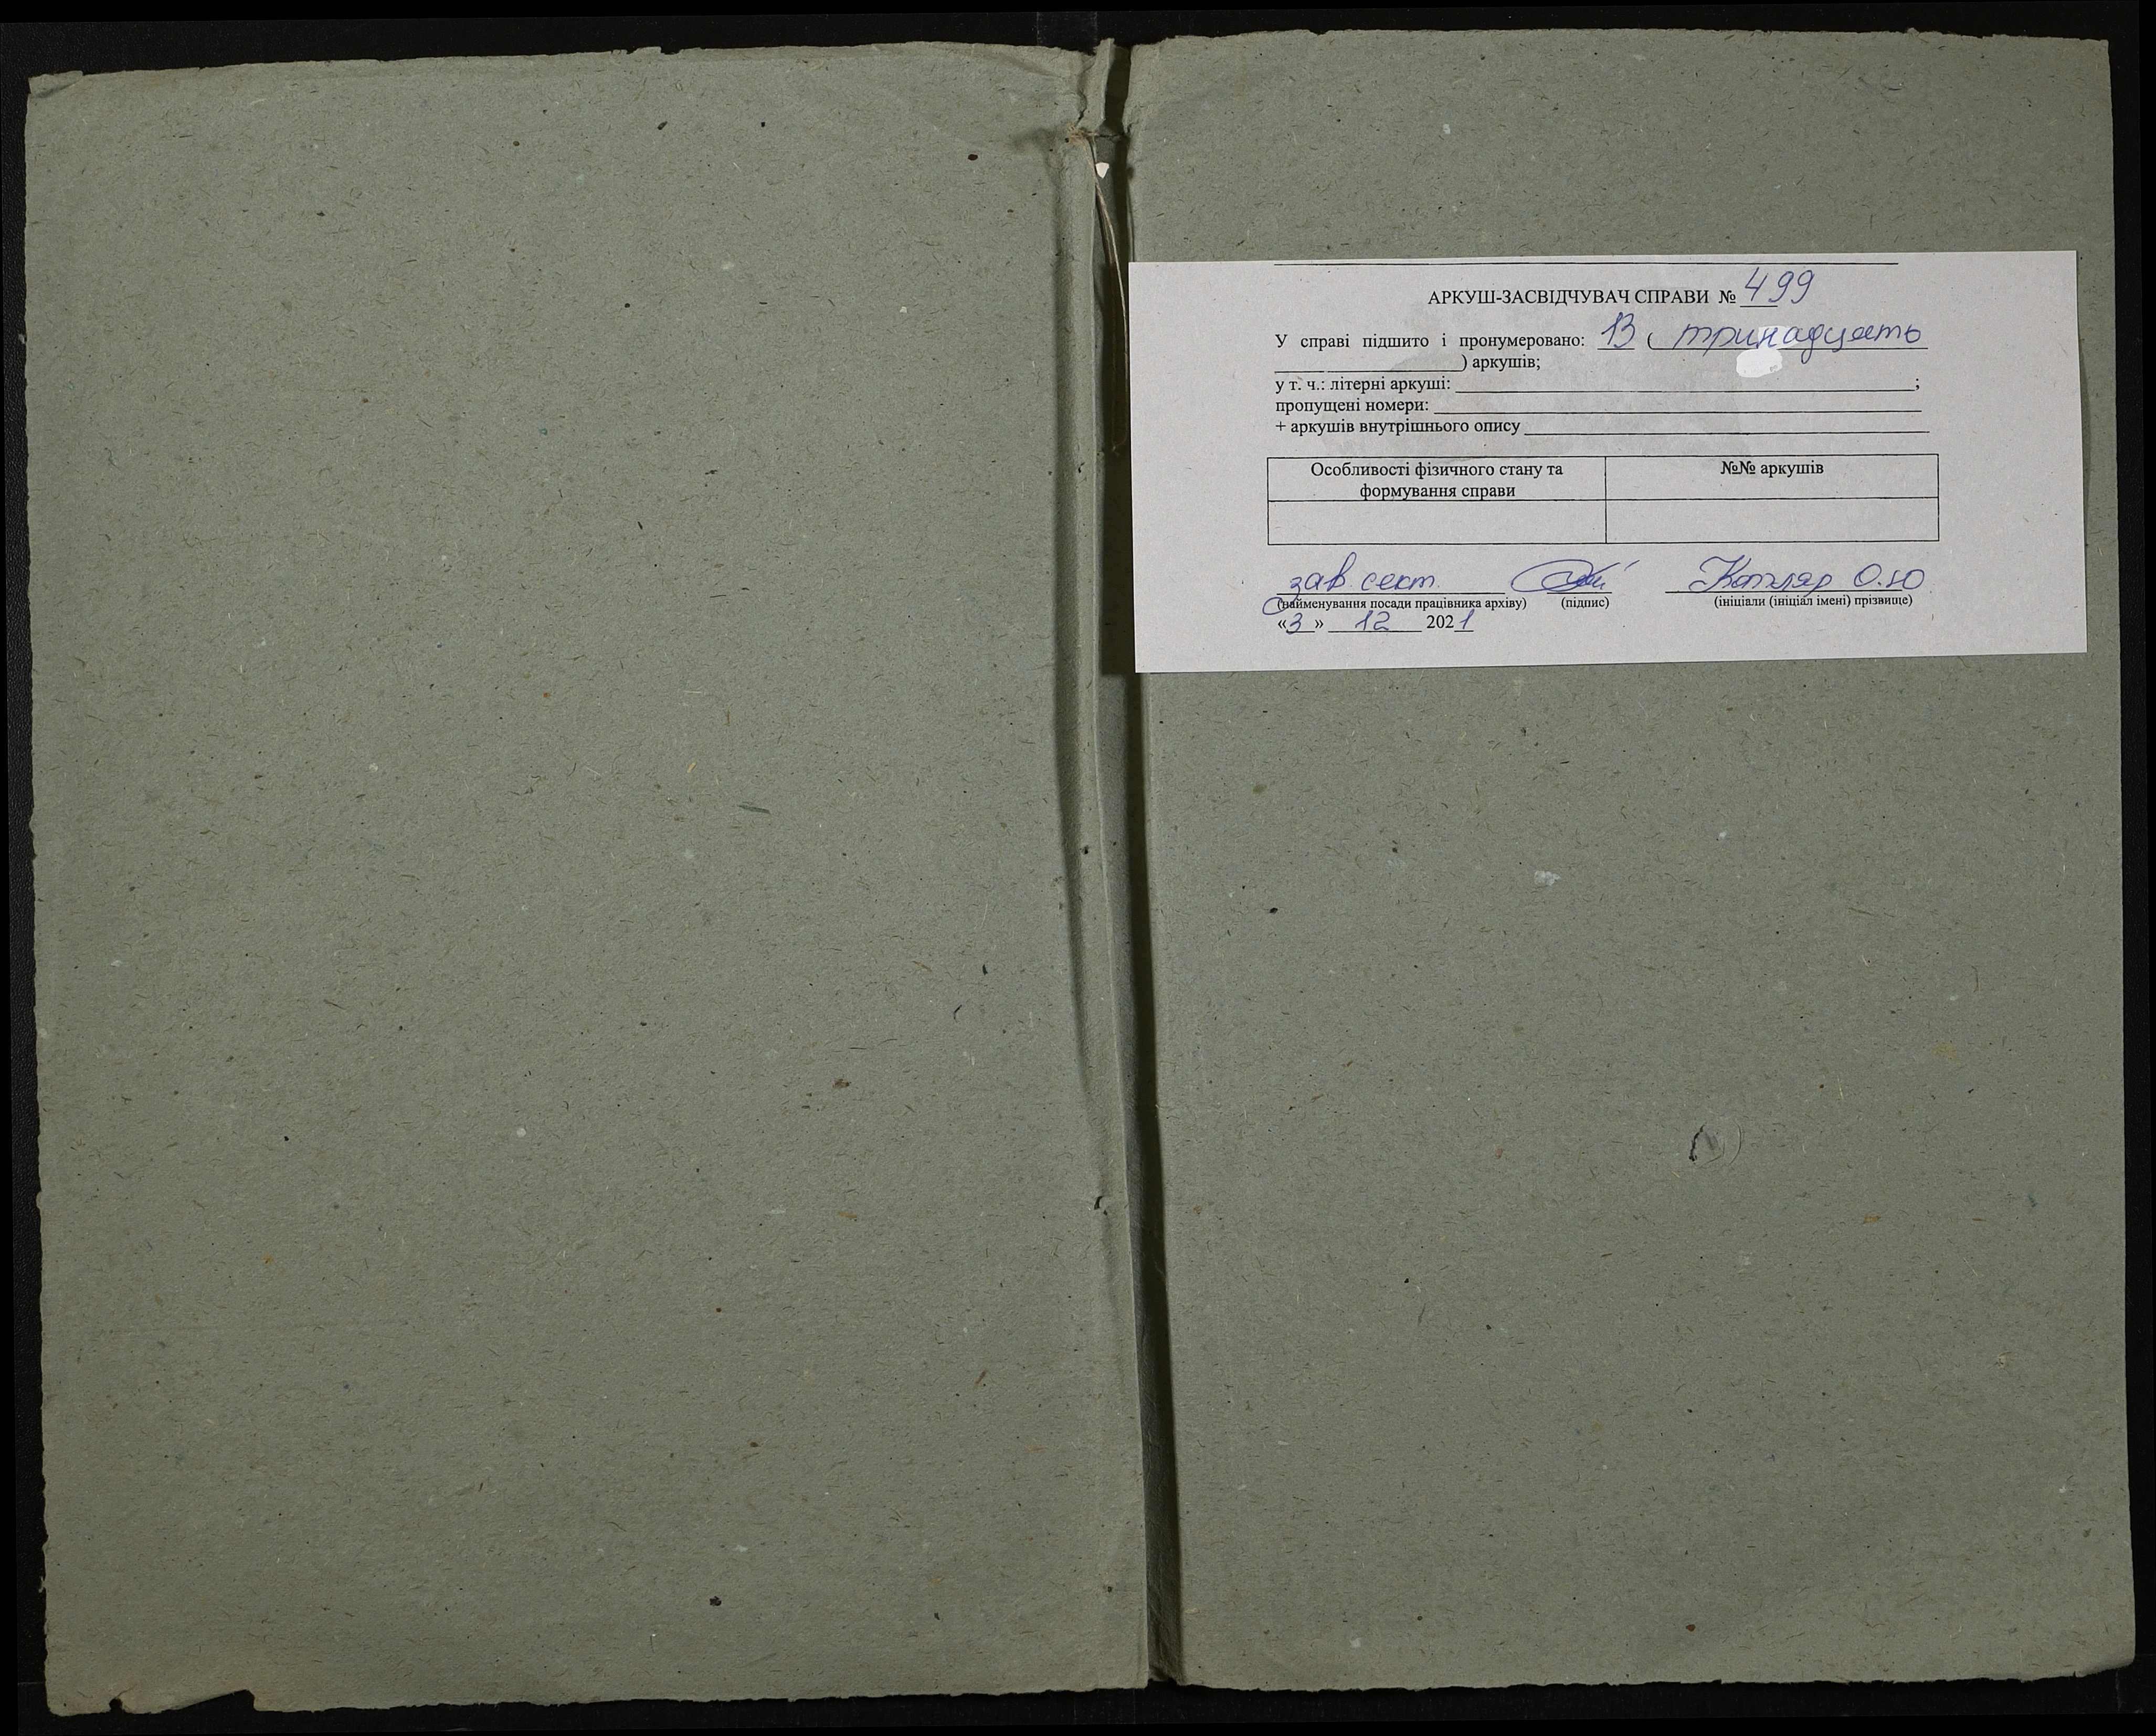 АРКУШ-ЗАСВІДЧУВАЧ СПРАВИ № 499
У справі підшито і пронумеровано: 13 ( тринадцять
) аркушів;
у т. ч.: літерні аркуші: ;
пропущені номери:
+ аркушів внутрішнього опису
Особливості фізичного стану та формування справи
№№ аркушів
зав. сект. Котляр О.Ю
(найменування посади працівника архіву) (підпис) (ініціали (ініціал імені) прізвище)
«3» 12 2021